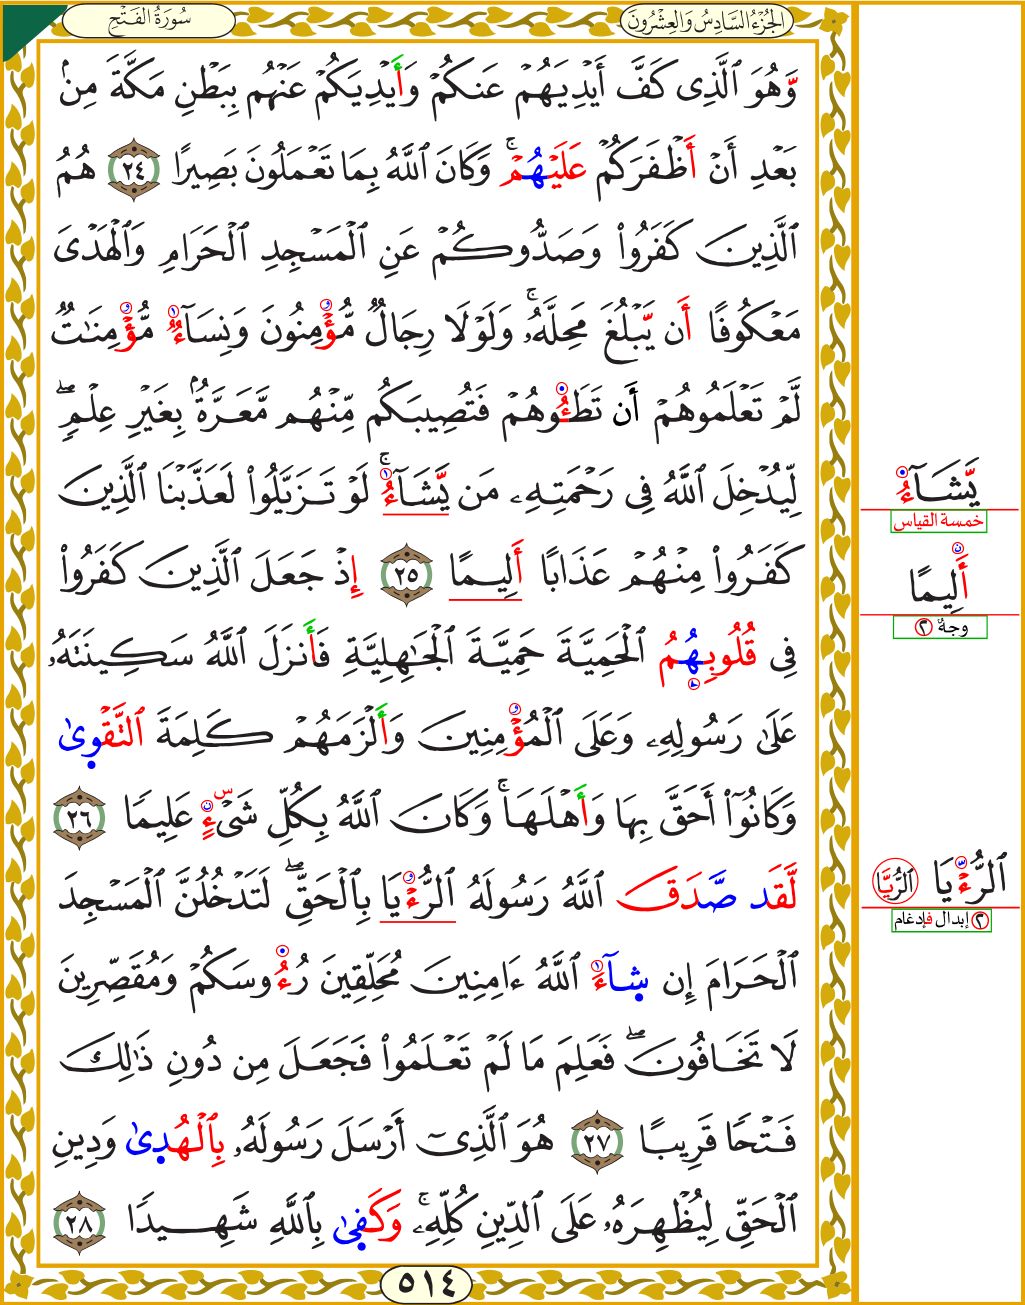 سُورَةُ الفَتْحِ
الجُزْءُ السَّادِسُ وَالعِشْرُونَ
وَّهُوَ ٱلَّذِى كَفَّ أَيْدِيَهُمْ عَنكُمْ وَأَيْدِيَكُمْ عَنْهُم بِبَطْنِ مَكَّةَ مِنۢ
بَعْدِ أَنْ أَظْفَرَكُمْ عَلَيْهُمْ ۚ وَكَانَ ٱللَّهُ بِمَا تَعْمَلُونَ بَصِيرًا ٢٤ هُمُ
ٱلَّذِينَ كَفَرُوا۟ وَصَدُّوكُمْ عَنِ ٱلْمَسْجِدِ ٱلْحَرَامِ وَٱلْهَدْىَ
مَعْكُوفًا أَن يَّبْلُغَ مَحِلَّهُۥ ۚ وَلَوْلَا رِجَالٌ مُّؤْمِنُونَ وَنِسَآءٌ مُّؤْمِنَٰتٌ
لَّمْ تَعْلَمُوهُمْ أَن تَطَـُٔوهُمْ فَتُصِيبَكُم مِّنْهُم مَّعَرَّةٌۢ بِغَيْرِ عِلْمٍ ۖ
لِّيُدْخِلَ ٱللَّهُ فِى رَحْمَتِهِۦ مَن يَّشَآءُ ۚ لَوْ تَزَيَّلُوا۟ لَعَذَّبْنَا ٱلَّذِينَ
كَفَرُوا۟ مِنْهُمْ عَذَابًا أَلِيمًا ٢٥ إِذْ جَعَلَ ٱلَّذِينَ كَفَرُوا۟
فِى قُلُوبِهُمُ ٱلْحَمِيَّةَ حَمِيَّةَ ٱلْجَٰهِلِيَّةِ فَأَنزَلَ ٱللَّهُ سَكِينَتَهُۥ
عَلَىٰ رَسُولِهِۦ وَعَلَى ٱلْمُؤْمِنِينَ وَأَلْزَمَهُمْ كَلِمَةَ ٱلتَّقْوِىٰ
وَكَانُوٓا۟ أَحَقَّ بِهَا وَأَهْلَهَا ۚ وَكَانَ ٱللَّهُ بِكُلِّ شَىْءٍ عَلِيمًا ٢٦
لَّقَد صَّدَقَ ٱللَّهُ رَسُولَهُ ٱلرُّءْيَا بِٱلْحَقِّ ۖ لَتَدْخُلُنَّ ٱلْمَسْجِدَ
ٱلْحَرَامَ إِن شِآءَ ٱللَّهُ ءَامِنِينَ مُحَلِّقِينَ رُءُوسَكُمْ وَمُقَصِّرِينَ
لَا تَخَافُونَ ۖ فَعَلِمَ مَا لَمْ تَعْلَمُوا۟ فَجَعَلَ مِن دُونِ ذَٰلِكَ
فَتْحًا قَرِيبًا ٢٧ هُوَ ٱلَّذِىٓ أَرْسَلَ رَسُولَهُۥ بِٱلْهُدِىٰ وَدِينِ
ٱلْحَقِّ لِيُظْهِرَهُۥ عَلَى ٱلدِّينِ كُلِّهِۦ ۚ وَكَفِىٰ بِٱللَّهِ شَهِيدًا ٢٨
٥١٤
يَّشَآءُ
خمسة القياس
أَلِيمًا
وجهٌ ٢
ٱلرُّءْيَا ٱلرُّيَّا
٢ إبدال فإدغام